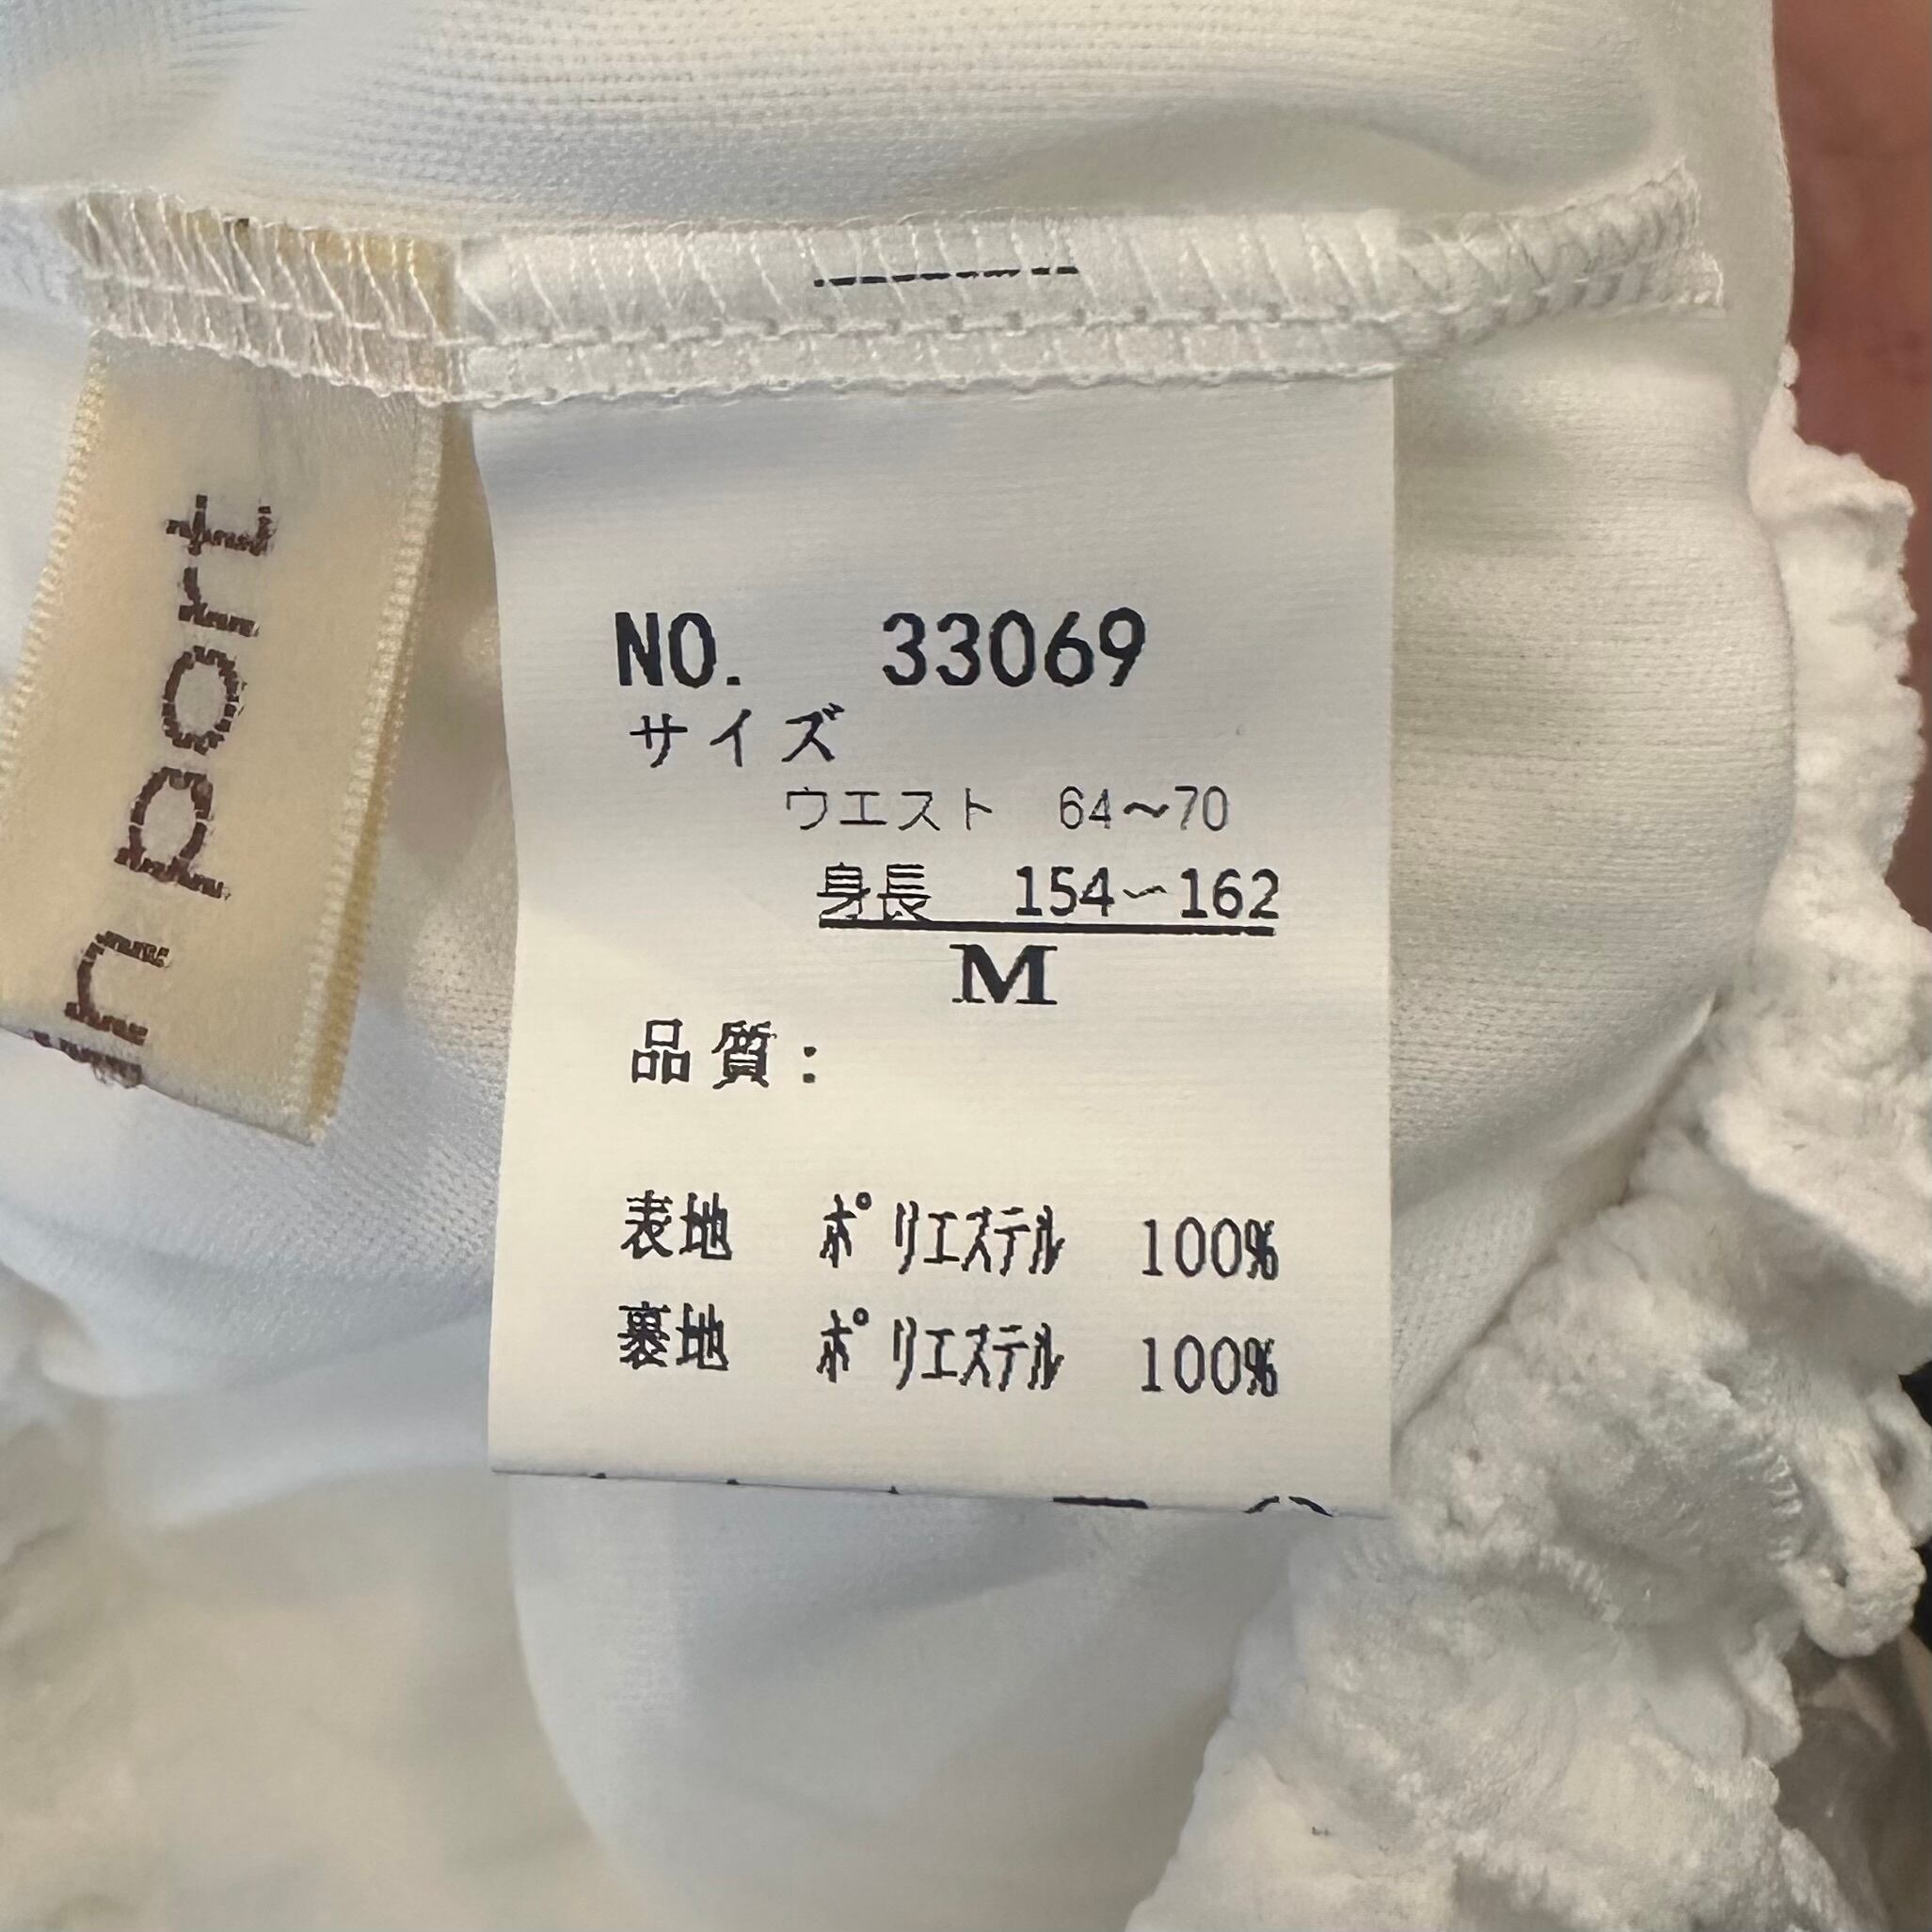 n port
NO. 33069
サイズ
ウエスト 64～70
身長 154～162
M
品質:
表地 ポリエステル 100%
裏地 ポリエステル 100%